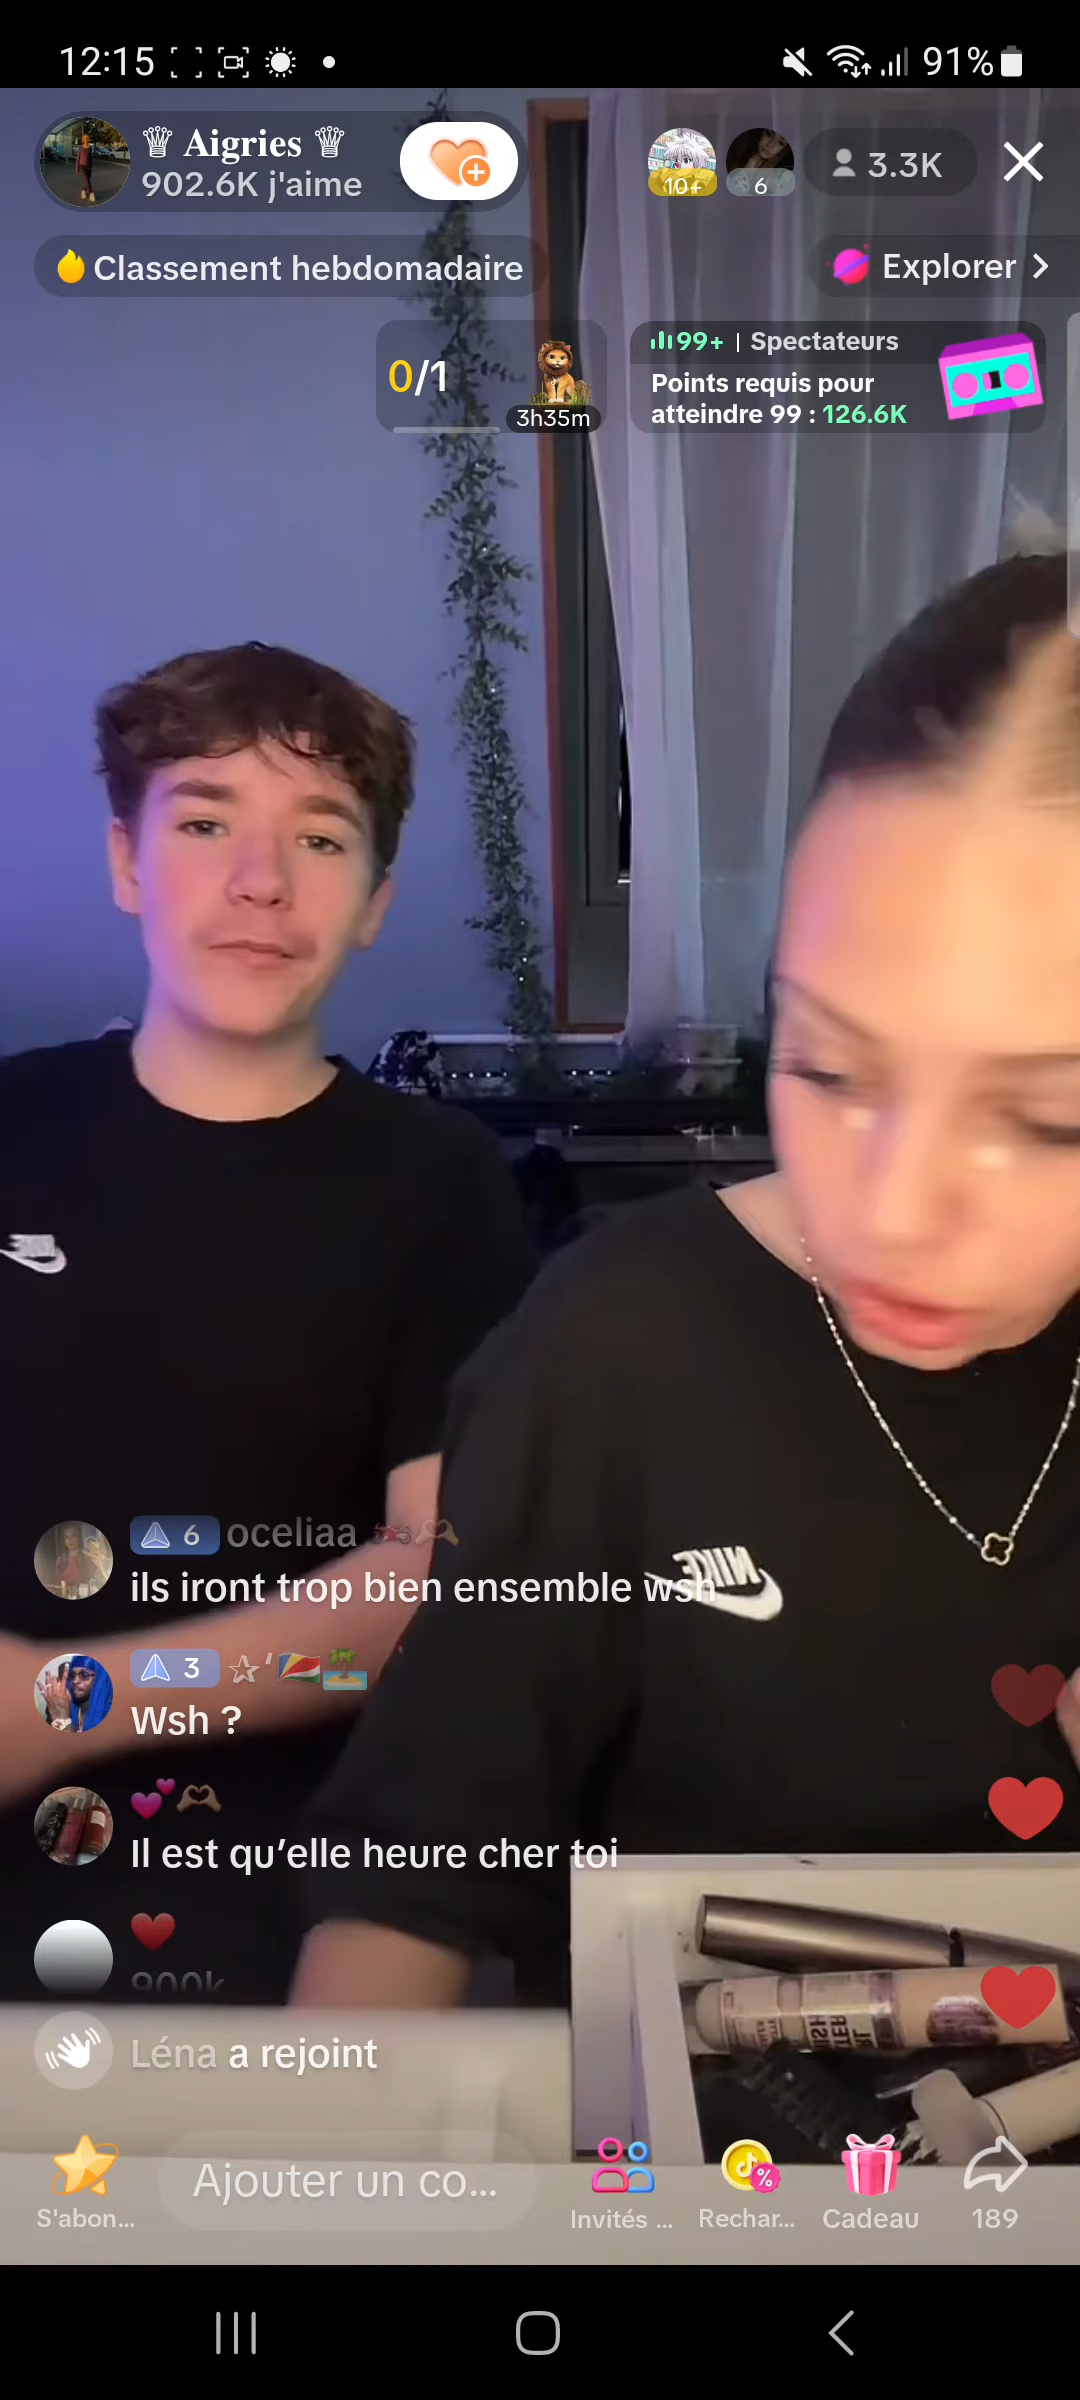 12:15
91%
♕ Aigries ♕
902.6K j'aime
10+
6
3.3K
Classement hebdomadaire
Explorer
0/1
3h35m
99+ | Spectateurs
Points requis pour
atteindre 99 : 126.6K
6 oceliaa 🏍️🫶🏽
ils iront trop bien ensemble wsh
NIKE
3 ☆′🇸🇨🏝️
Wsh ?
💕🫶🏽
Il est qu’elle heure cher toi
❤️
900k
Léna a rejoint
Ajouter un co...
S'abon...
Invités ...
Rechar...
Cadeau
189